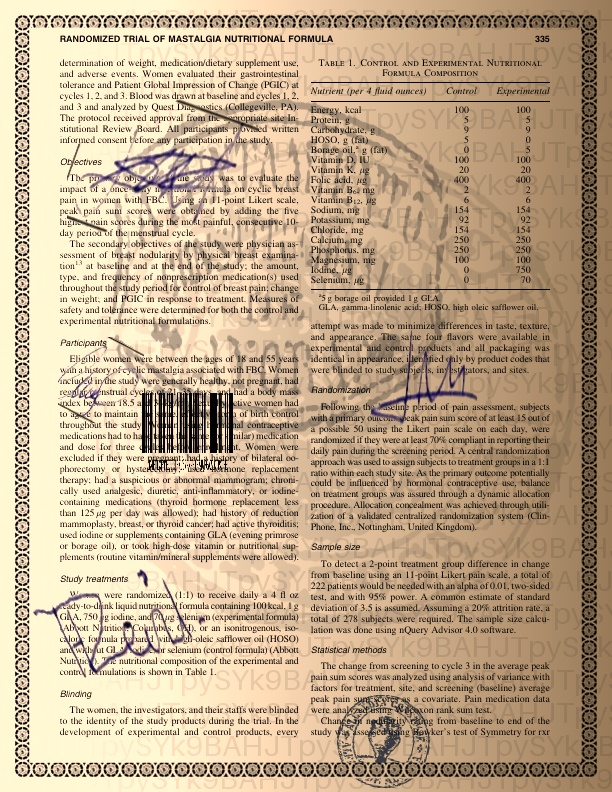 RANDOMIZED TRIAL OF MASTALGIA NUTRITIONAL FORMULA 335
determination of weight, medication/dietary supplement use,
and adverse events. Women evaluated their gastrointestinal
tolerance and Patient Global Impression of Change (PGIC) at
cycles 1, 2, and 3. Blood was drawn at baseline and cycles 1, 2,
and 3 and analyzed by Quest Diagnostics (Collegeville, PA).
The protocol received approval from the appropriate site In-
stitutional Review Board. All participants provided written
informed consent before any participation in the study.
Objectives
The primary objective of the study was to evaluate the
impact of a once daily nutritional formula on cyclic breast
pain in women with FBC. Using an 11-point Likert scale,
peak pain sum scores were obtained by adding the five
highest pain scores during the most painful, consecutive 10-
day period of the menstrual cycle.
The secondary objectives of the study were physician as-
sessment of breast nodularity by physical breast examina-
tion13 at baseline and at the end of the study; the amount,
type, and frequency of nonprescription medication(s) used
throughout the study period for control of breast pain; change
in weight; and PGIC in response to treatment. Measures of
safety and tolerance were determined for both the control and
experimental nutritional formulations.
Participants
Eligible women were between the ages of 18 and 55 years
with a history of cyclic mastalgia associated with FBC. Women
included in the study were generally healthy, not pregnant, had
regular menstrual cycles of 21 had a body mass
index between 18.5 and active women had
to agree to maintain of birth control
throughout the study. Women contraceptive
medications had to have similar) medication
and dose for three Women were
excluded if they were pregnant; had a history of bilateral oo-
phorectomy or hysterectomy; used hormone replacement
therapy; had a suspicious or abnormal mammogram; chroni-
cally used analgesic, diuretic, anti-inflammatory, or iodine-
containing medications (thyroid hormone replacement less
than 125 µg per day was allowed); had history of reduction
mammoplasty, breast, or thyroid cancer; had active thyroiditis;
used iodine or supplements containing GLA (evening primrose
or borage oil), or took high-dose vitamin or nutritional sup-
plements (routine vitamin/mineral supplements were allowed).
Study treatments
Women were randomized (1:1) to receive daily a 4 fl oz
ready-to-drink liquid nutritional formula containing 100 kcal, 1 g
GLA, 750 µg iodine, and 70 µg selenium (experimental formula)
(Abbott Nutrition, Columbus, OH), or an isonitrogenous, iso-
caloric formula prepared with high-oleic safflower oil (HOSO)
and without GLA, or selenium (control formula) (Abbott
Nutrition). The nutritional composition of the experimental and
control formulations is shown in Table 1.
Blinding
The women, the investigators, and their staffs were blinded
to the identity of the study products during the trial. In the
development of experimental and control products, every
Table 1. Control and Experimental Nutritional
Formula Composition
Nutrient (per 4 fluid ounces) Control Experimental
Energy, kcal 100 100
Protein, g 5 5
Carbohydrate, g 9 9
HOSO, g (fat) 5 0
Borage oil,a g (fat) 0 5
Vitamin D, IU 100 100
Vitamin K, µg 20 20
Folic acid, µg 400 400
Vitamin B6, mg 2 2
Vitamin B12, µg 6 6
Sodium, mg 154 154
Potassium, mg 92 92
Chloride, mg 154 154
Calcium, mg 250 250
Phosphorus, mg 250 250
Magnesium, mg 100 100
Iodine, µg 0 750
Selenium, µg 0 70
a5 g borage oil provided 1 g GLA.
GLA, gamma-linolenic acid; HOSO, high oleic safflower oil.
attempt was made to minimize differences in taste, texture,
and appearance. The same four flavors were available in
experimental and control products and all packaging was
identical in appearance, identified only by product codes that
were blinded to study subjects, investigators, and sites.
Randomization
Following the baseline period of pain assessment, subjects
with a primary outcome peak pain sum score of at least 15 out of
a possible 50 using the Likert pain scale on each day, were
randomized if they were at least 70% compliant in reporting their
daily pain during the screening period. A central randomization
approach was used to assign subjects to treatment groups in a 1:1
ratio within each study site. As the primary outcome potentially
could be influenced by hormonal contraceptive use, balance
on treatment groups was assured through a dynamic allocation
procedure. Allocation concealment was achieved through utili-
zation of a validated centralized randomization system (Clin-
Phone, Inc., Nottingham, United Kingdom).
Sample size
To detect a 2-point treatment group difference in change
from baseline using an 11-point Likert pain scale, a total of
222 patients would be needed with an alpha of 0.01, two-sided
test, and with 95% power. A common estimate of standard
deviation of 3.5 is assumed. Assuming a 20% attrition rate, a
total of 278 subjects were required. The sample size calcu-
lation was done using nQuery Advisor 4.0 software.
Statistical methods
The change from screening to cycle 3 in the average peak
pain sum scores was analyzed using analysis of variance with
factors for treatment, site, and screening (baseline) average
peak pain sum scores as a covariate. Pain medication data
were analyzed using Wilcoxon rank sum test.
Change in nodularity rating from baseline to end of the
study was assessed using Bowker's test of Symmetry for rxr